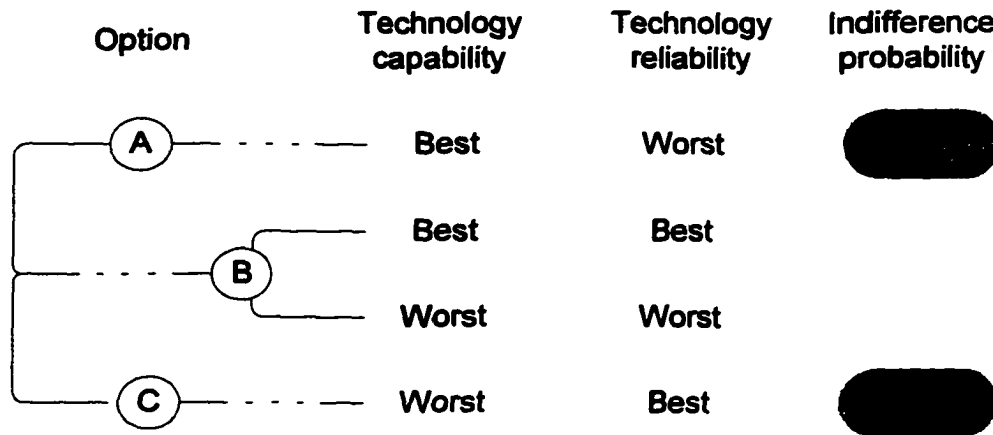 Option
Technology capability
Technology reliability
Indifference probability
A
Best
Worst
Best
Best
B
Worst
Worst
C
Worst
Best